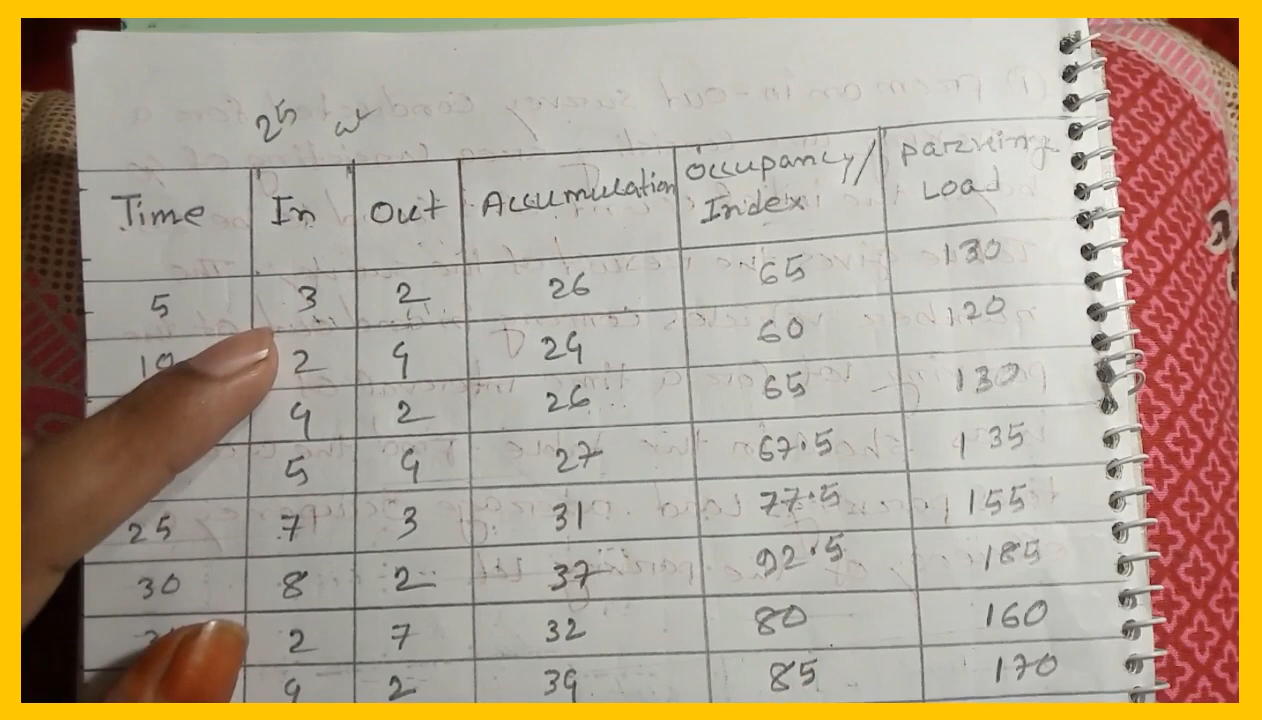 25
Time In Out Accumulation Occupancy/ Index Parking Load
5 3 2 26 65 130
10 2 4 24 60 120
4 2 26 65 130
5 4 27 67.5 135
25 7 3 31 77.5 155
30 8 2 37 92.5 185
2 7 32 80 160
4 2 34 85 170